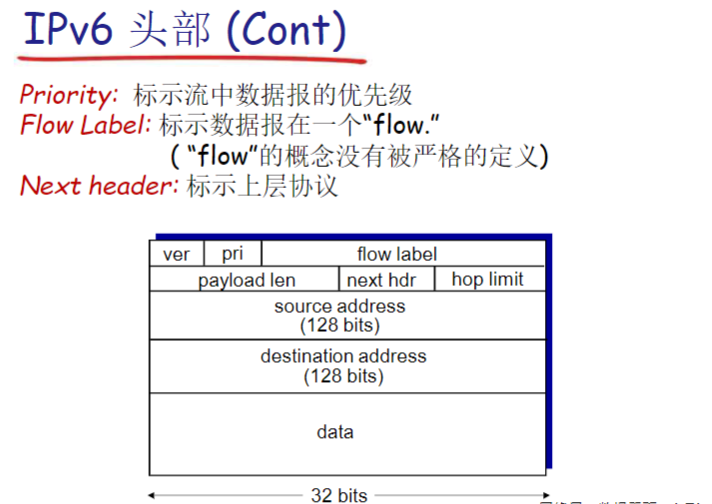 IPv6 头部 (Cont)
Priority: 标示流中数据报的优先级
Flow Label: 标示数据报在一个“flow.”
( “flow”的概念没有被严格的定义)
Next header: 标示上层协议
ver pri flow label
payload len next hdr hop limit
source address
(128 bits)
destination address
(128 bits)
data
32 bits